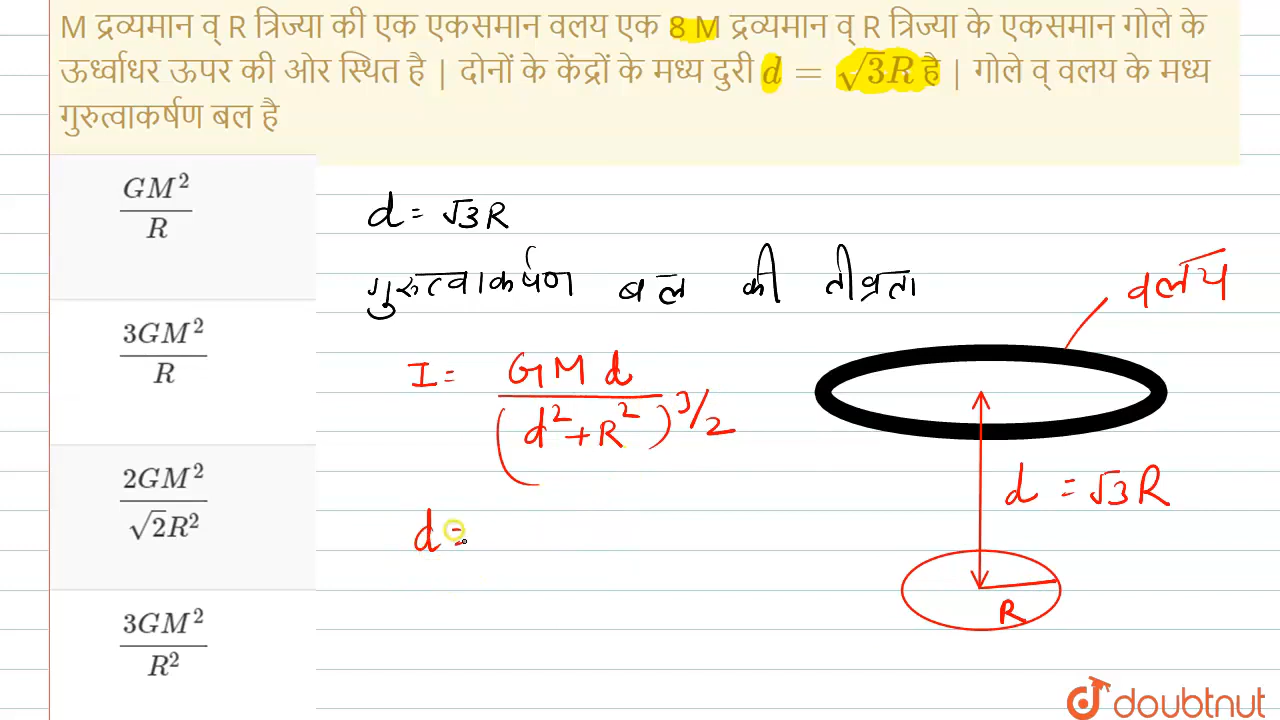 M द्रव्यमान व् R त्रिज्या की एक एकसमान वलय एक 8 M द्रव्यमान व् R त्रिज्या के एकसमान गोले के
ऊर्ध्वाधर ऊपर की ओर स्थित है | दोनों के केंद्रों के मध्य दुरी d = √3R है | गोले व् वलय के मध्य
गुरुत्वाकर्षण बल है
GM²/R
3GM²/R
2GM²/√2R²
3GM²/R²
d = √3 R
गुरुत्वाकर्षण बल की तीव्रता
I = GMd/(d²+R²)^3/2
d =
वलय
d = √3 R
R
doubtnut